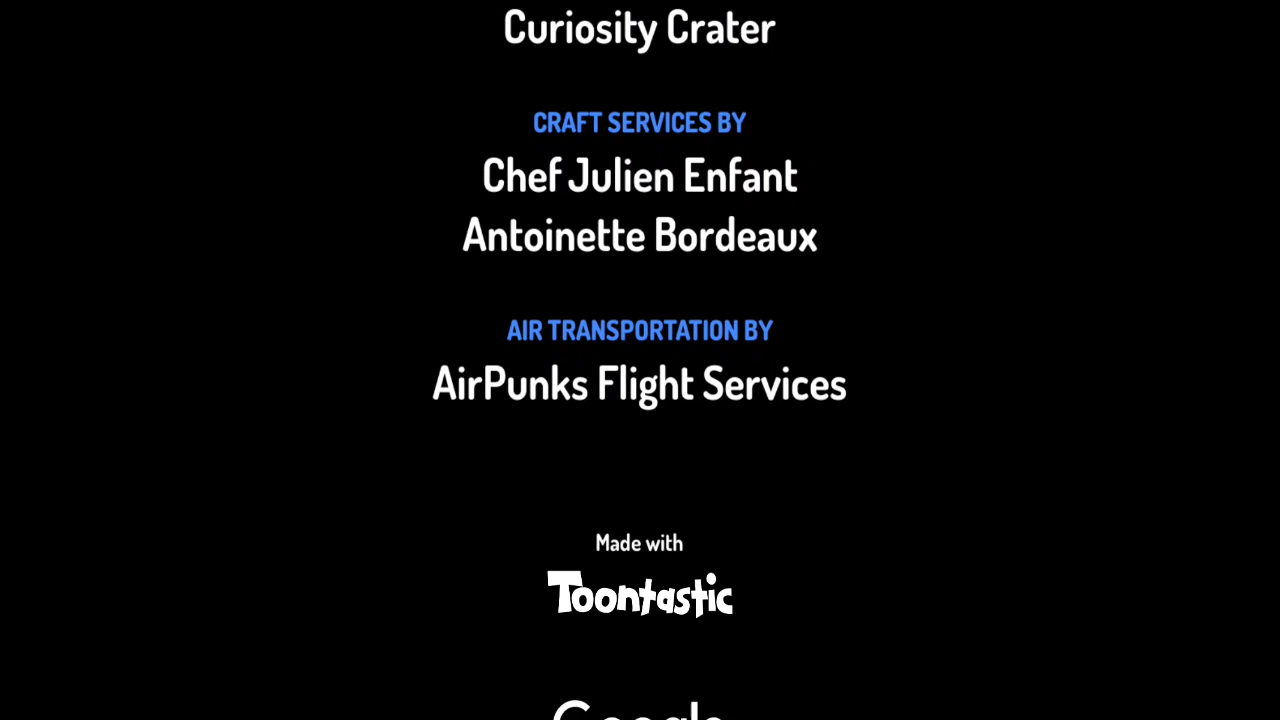 Curiosity Crater
CRAFT SERVICES BY
Chef Julien Enfant
Antoinette Bordeaux
AIR TRANSPORTATION BY
AirPunks Flight Services
Made with
Toontastic
Google